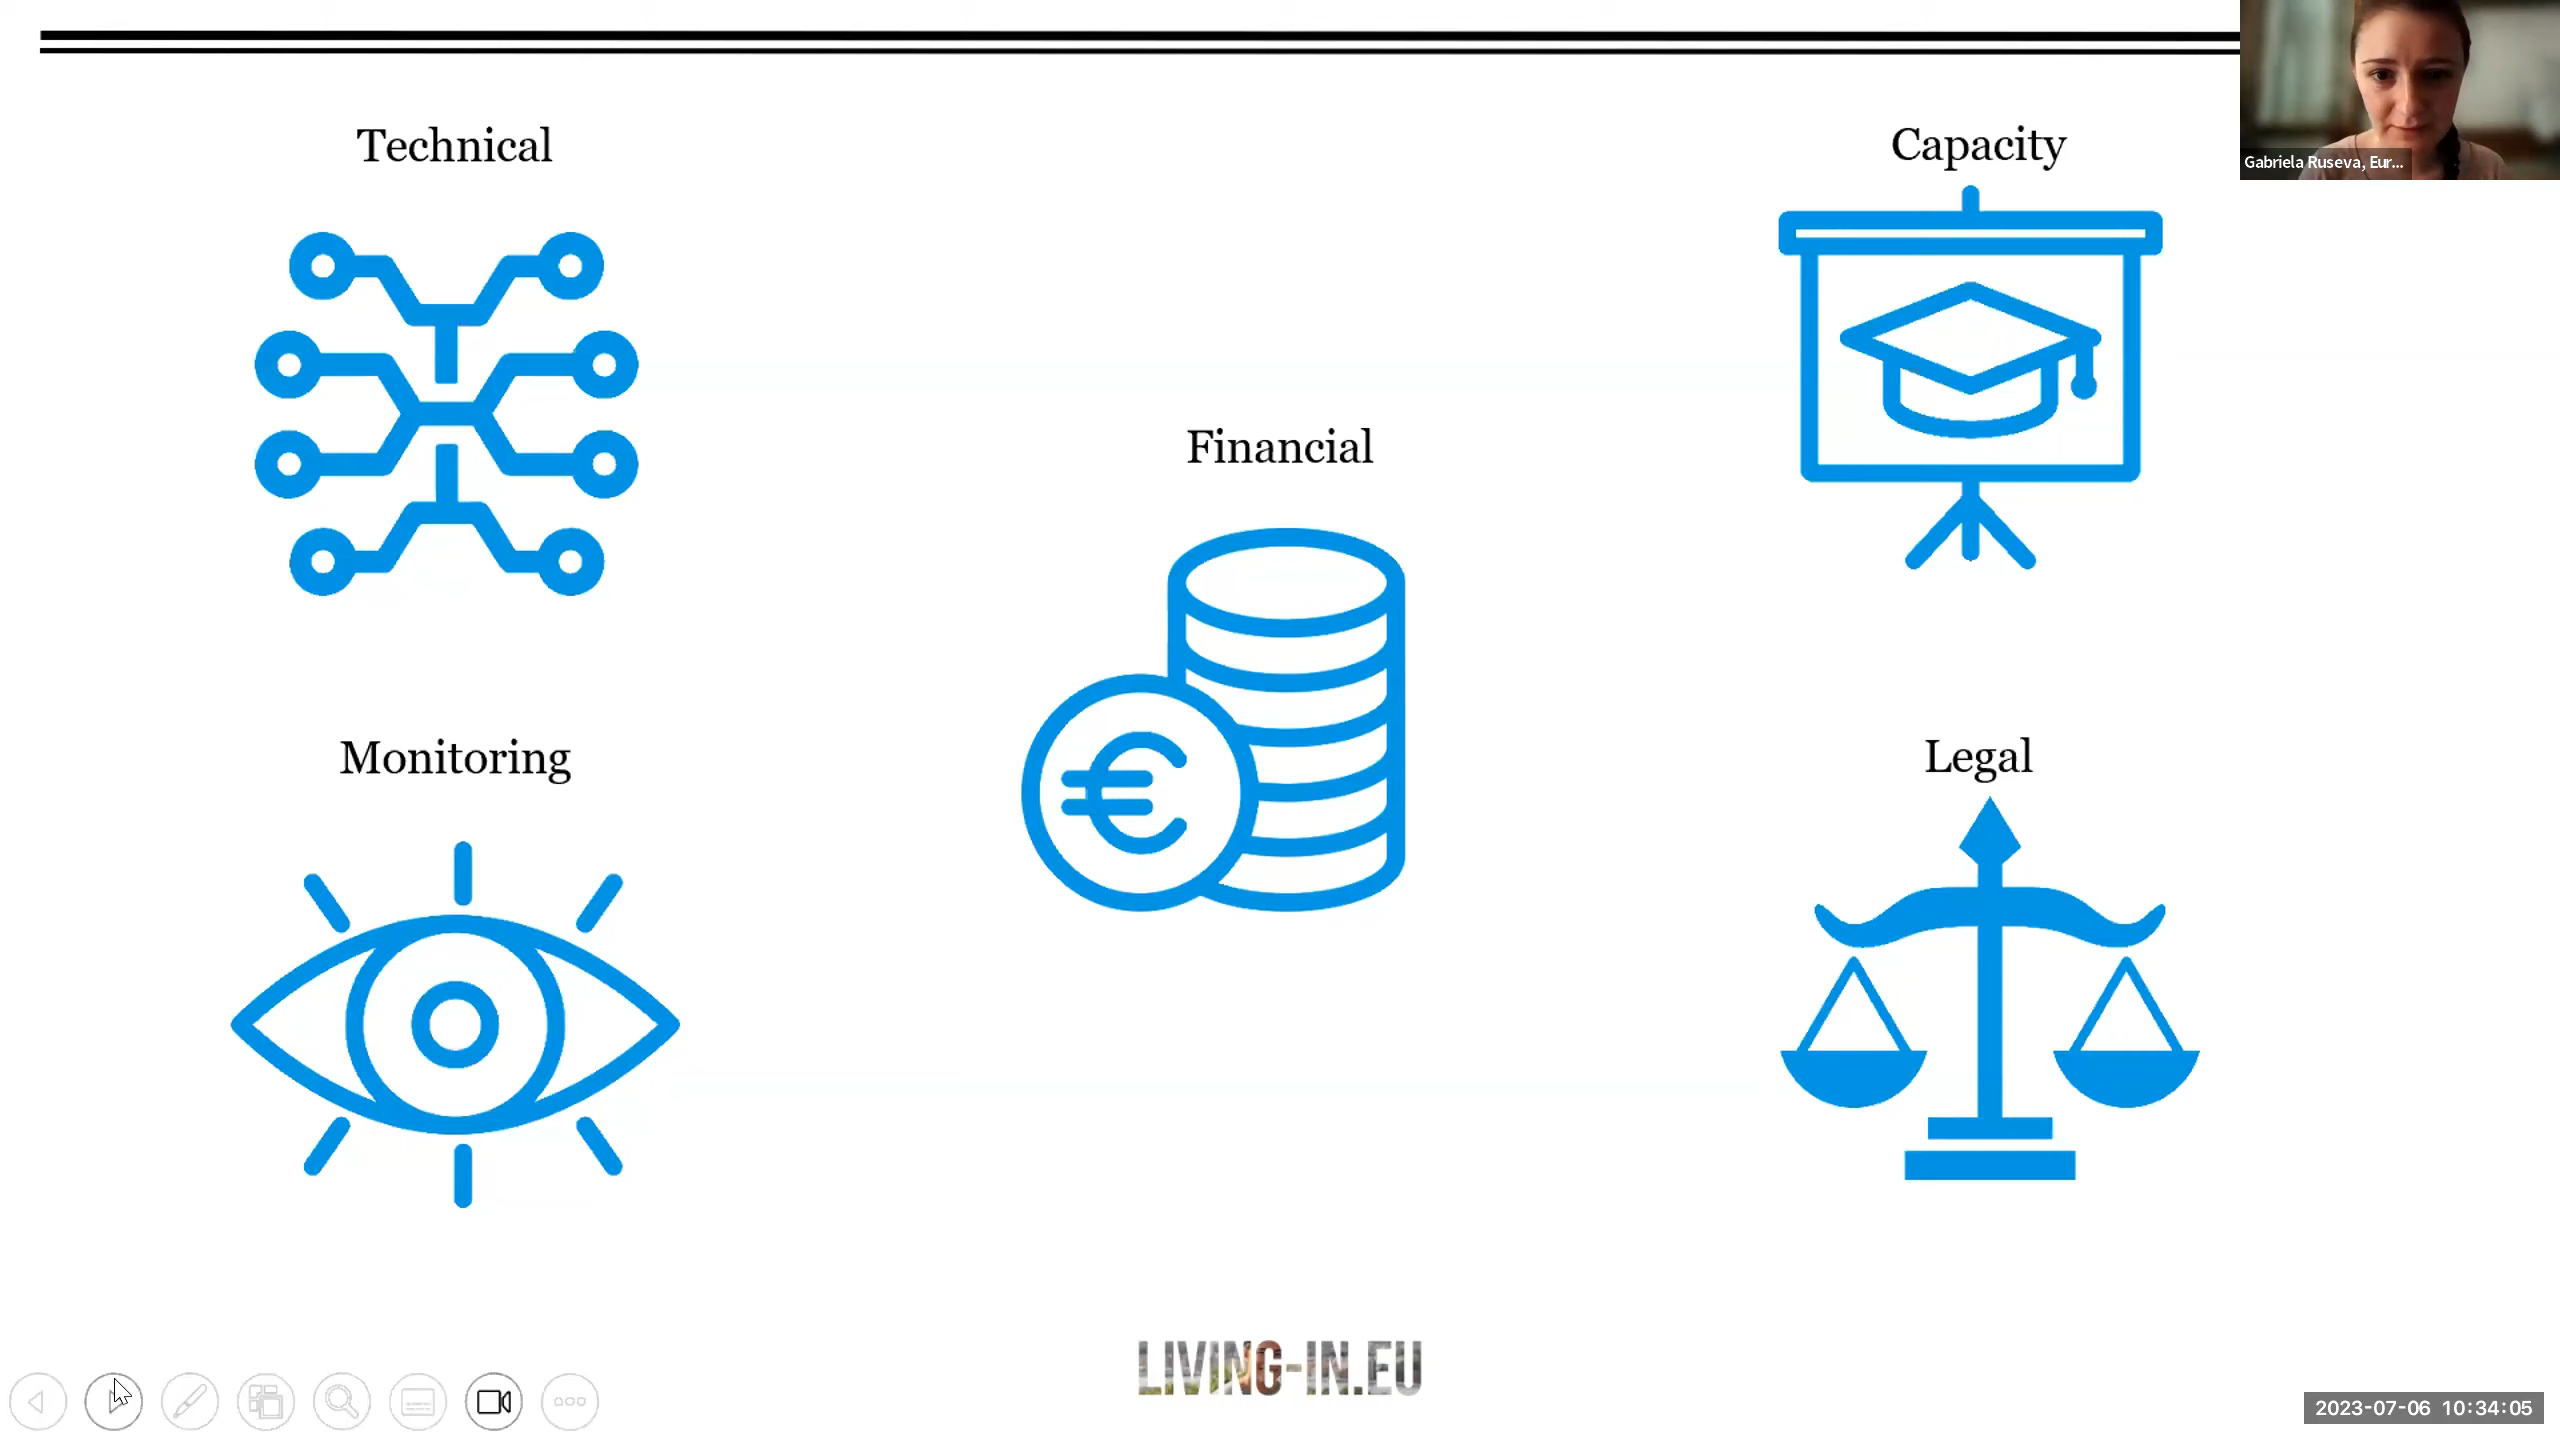 Technical
Capacity
Gabriela Ruseva, Eur...
Financial
€
Monitoring
Legal
LIVING-IN.EU
2023-07-06 10:34:05